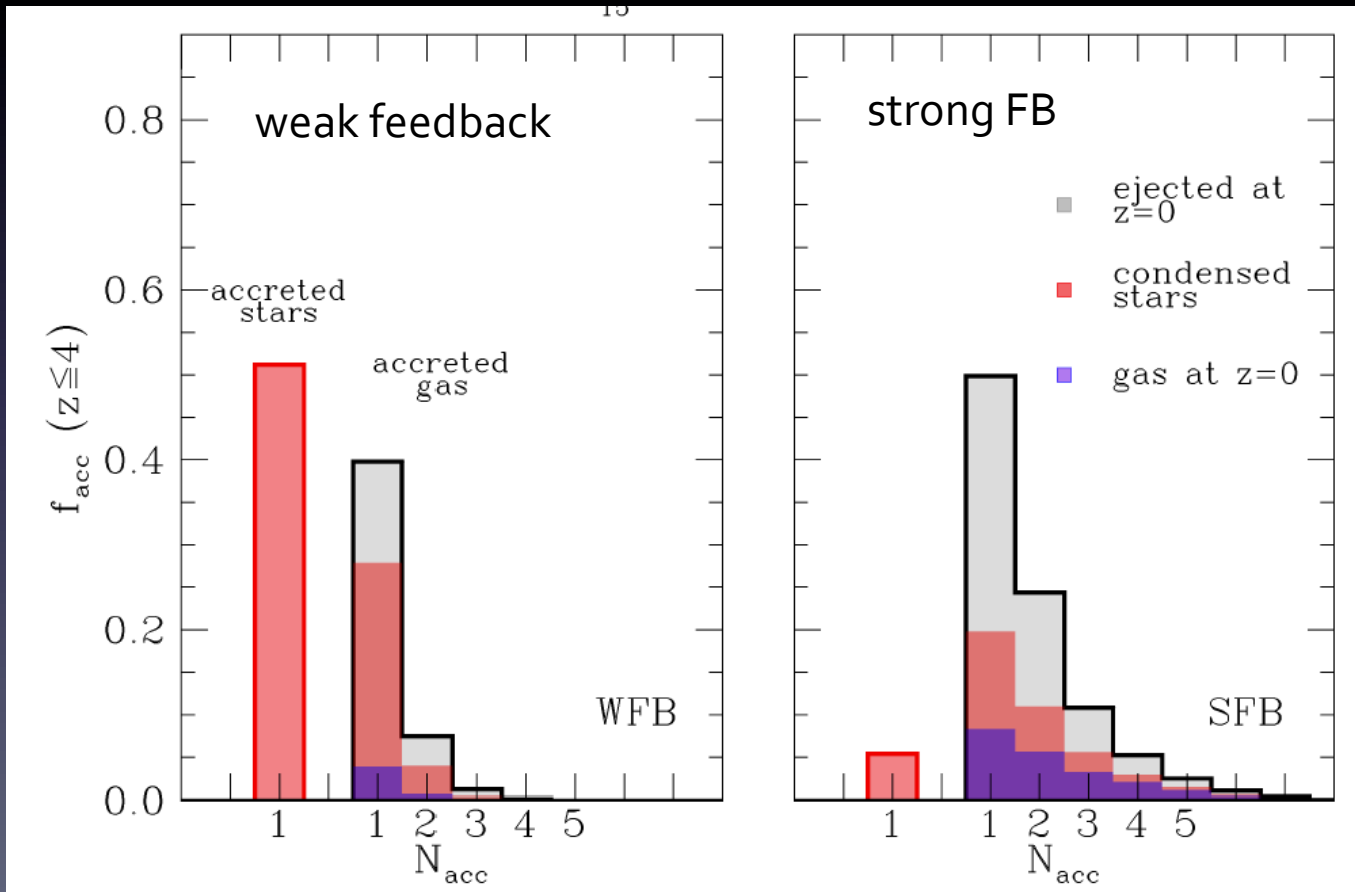 15
weak feedback
0.8
0.6
0.4
0.2
0.0
f_acc (z≦4)
accreted
stars
accreted
gas
WFB
1
1 2 3 4 5
N_acc
strong FB
ejected at
z=0
condensed
stars
gas at z=0
SFB
1
1 2 3 4 5
N_acc